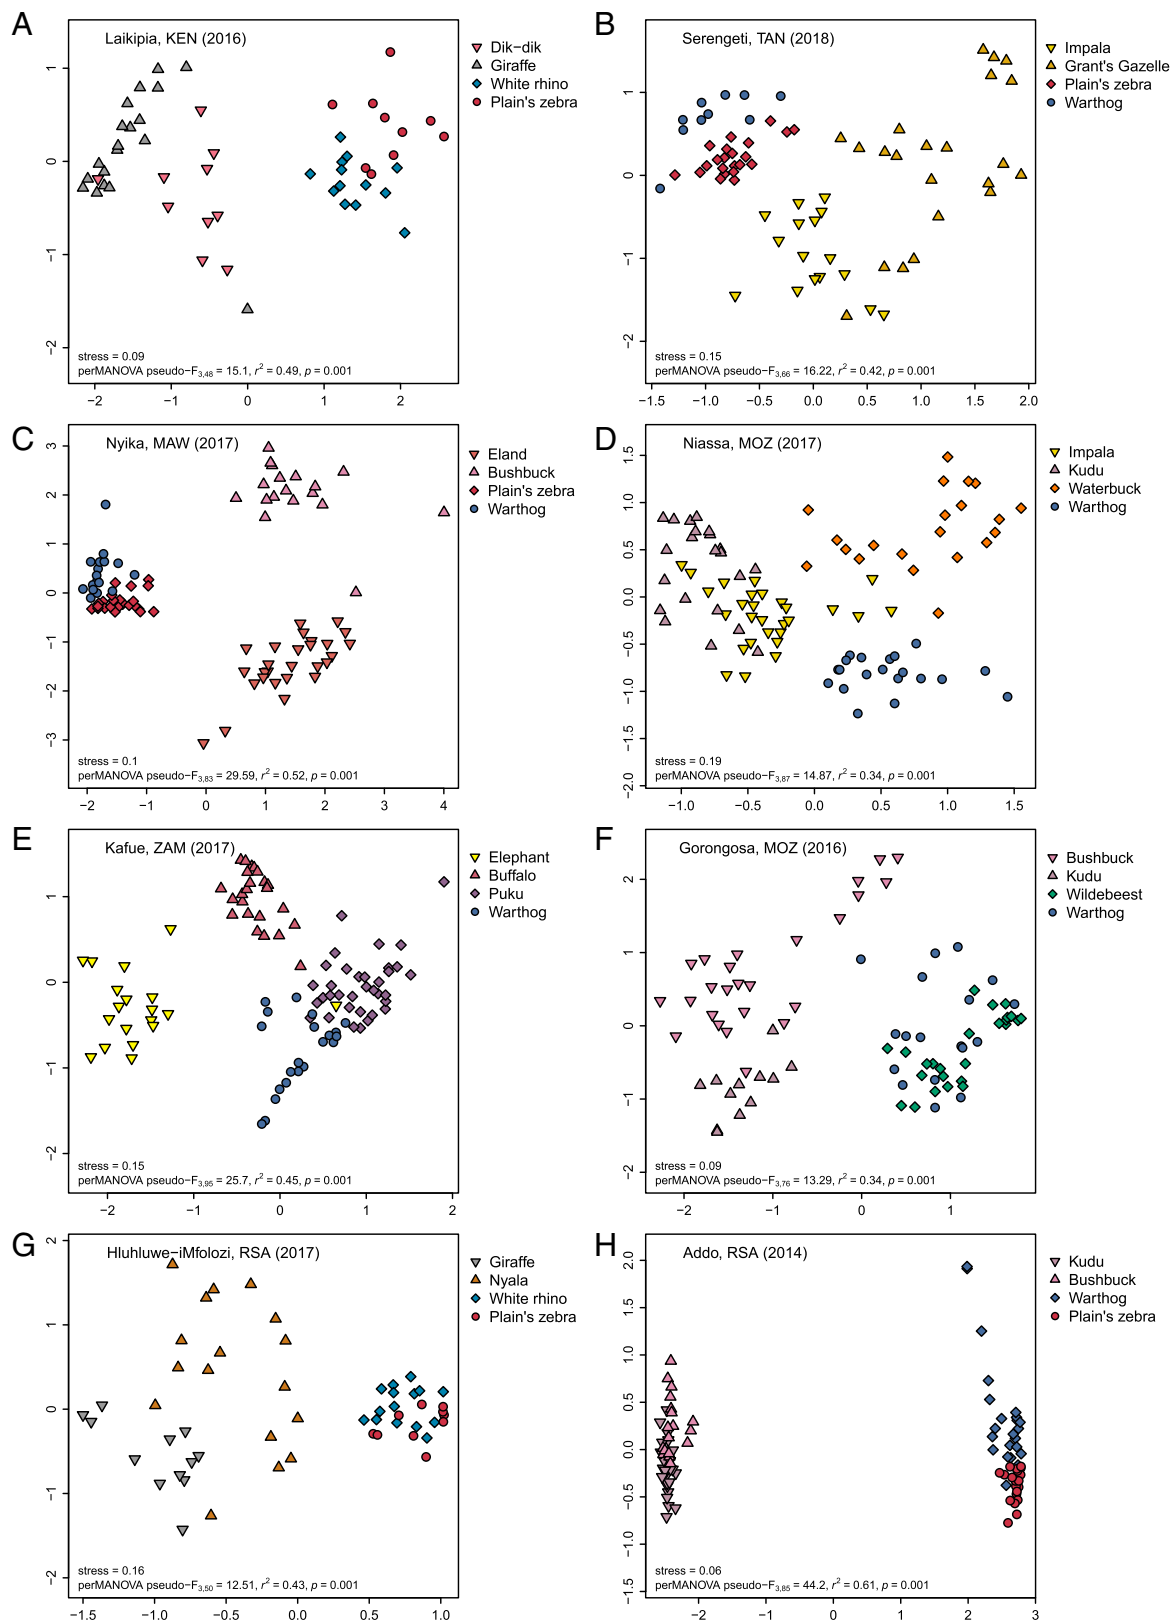 A
Laikipia, KEN (2016)
Dik−dik
Giraffe
White rhino
Plain's zebra
1
0
−1
−2
stress = 0.09
perMANOVA pseudo−F3,48 = 15.1, r2 = 0.49, p = 0.001
−2 −1 0 1 2
B
Serengeti, TAN (2018)
Impala
Grant's Gazelle
Plain's zebra
Warthog
1
0
−1
−2
stress = 0.15
perMANOVA pseudo−F3,66 = 16.22, r2 = 0.42, p = 0.001
−1.5 −1.0 −0.5 0.0 0.5 1.0 1.5 2.0
C
Nyika, MAW (2017)
Eland
Bushbuck
Plain's zebra
Warthog
3
2
1
0
−1
−2
−3
stress = 0.1
perMANOVA pseudo−F3,83 = 29.59, r2 = 0.52, p = 0.001
−2 −1 0 1 2 3 4
D
Niassa, MOZ (2017)
Impala
Kudu
Waterbuck
Warthog
1.5
1.0
0.5
0.0
−0.5
−1.0
−1.5
−2.0
stress = 0.19
perMANOVA pseudo−F3,87 = 14.87, r2 = 0.34, p = 0.001
−1.0 −0.5 0.0 0.5 1.0 1.5
E
Kafue, ZAM (2017)
Elephant
Buffalo
Puku
Warthog
1
0
−1
−2
stress = 0.15
perMANOVA pseudo−F3,95 = 25.7, r2 = 0.45, p = 0.001
−2 −1 0 1 2
F
Gorongosa, MOZ (2016)
Bushbuck
Kudu
Wildebeest
Warthog
2
1
0
−1
−2
stress = 0.09
perMANOVA pseudo−F3,76 = 13.29, r2 = 0.34, p = 0.001
−2 −1 0 1
G
Hluhluwe−iMfolozi, RSA (2017)
Giraffe
Nyala
White rhino
Plain's zebra
2
1
0
−1
−2
stress = 0.16
perMANOVA pseudo−F3,50 = 12.51, r2 = 0.43, p = 0.001
−1.5 −1.0 −0.5 0.0 0.5 1.0
H
Addo, RSA (2014)
Kudu
Bushbuck
Warthog
Plain's zebra
2.0
1.5
1.0
0.5
0.0
−0.5
−1.0
−1.5
stress = 0.06
perMANOVA pseudo−F3,85 = 44.2, r2 = 0.61, p = 0.001
−2 −1 0 1 2 3